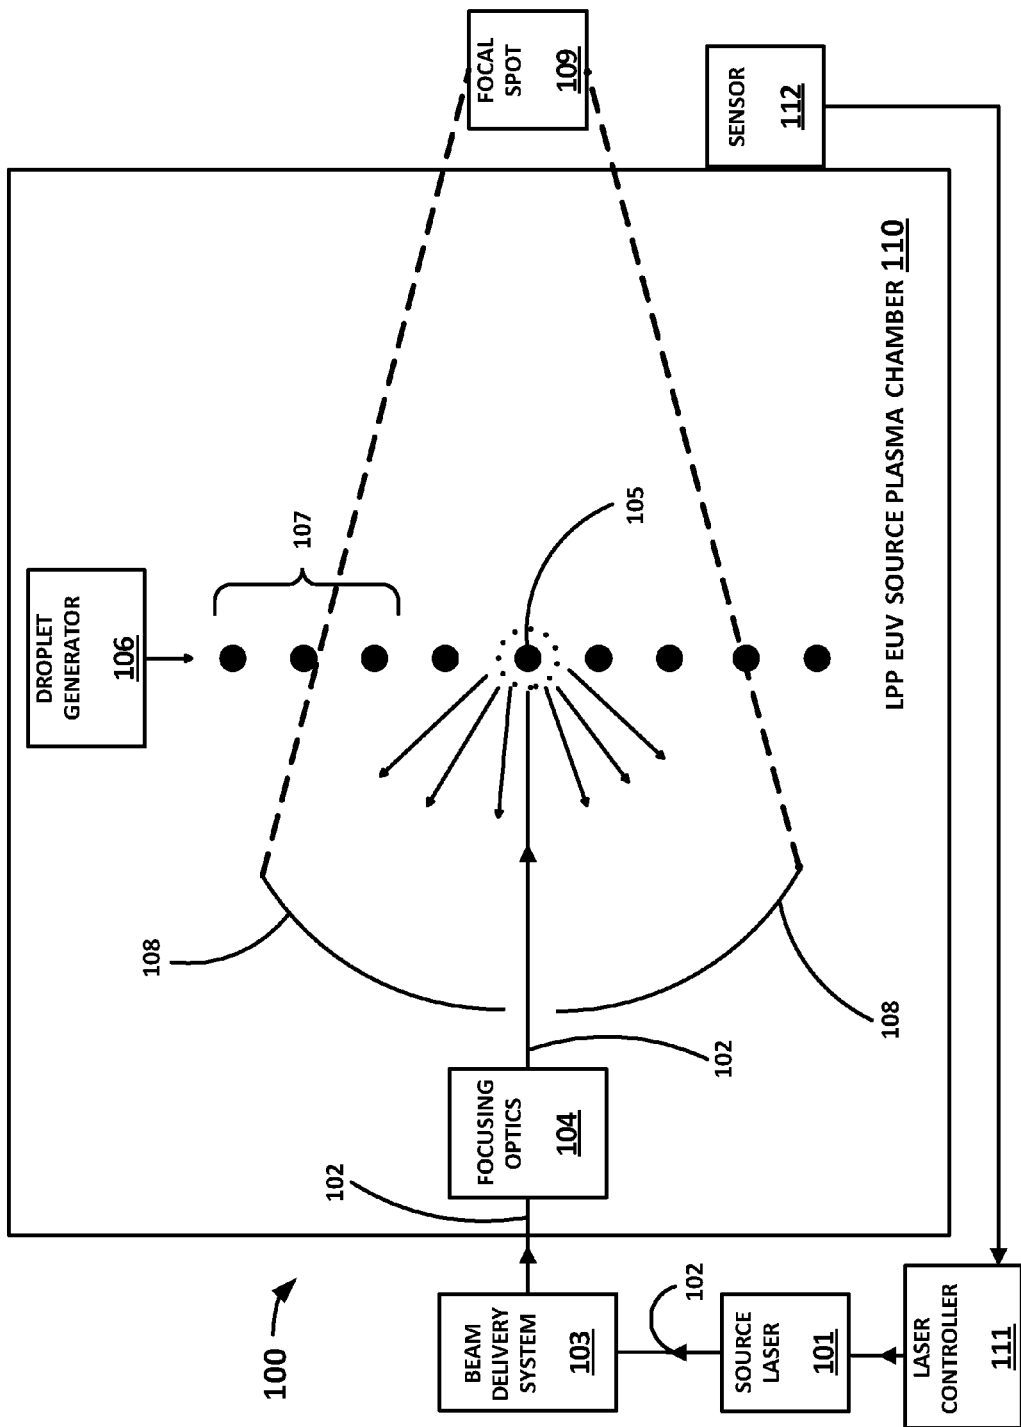 100
BEAM
DELIVERY
SYSTEM
103
SOURCE
LASER
101
LASER
CONTROLLER
111
102
102
FOCUSING
OPTICS
104
102
108
108
DROPLET
GENERATOR
106
107
105
LPP EUV SOURCE PLASMA CHAMBER 110
FOCAL
SPOT
109
SENSOR
112